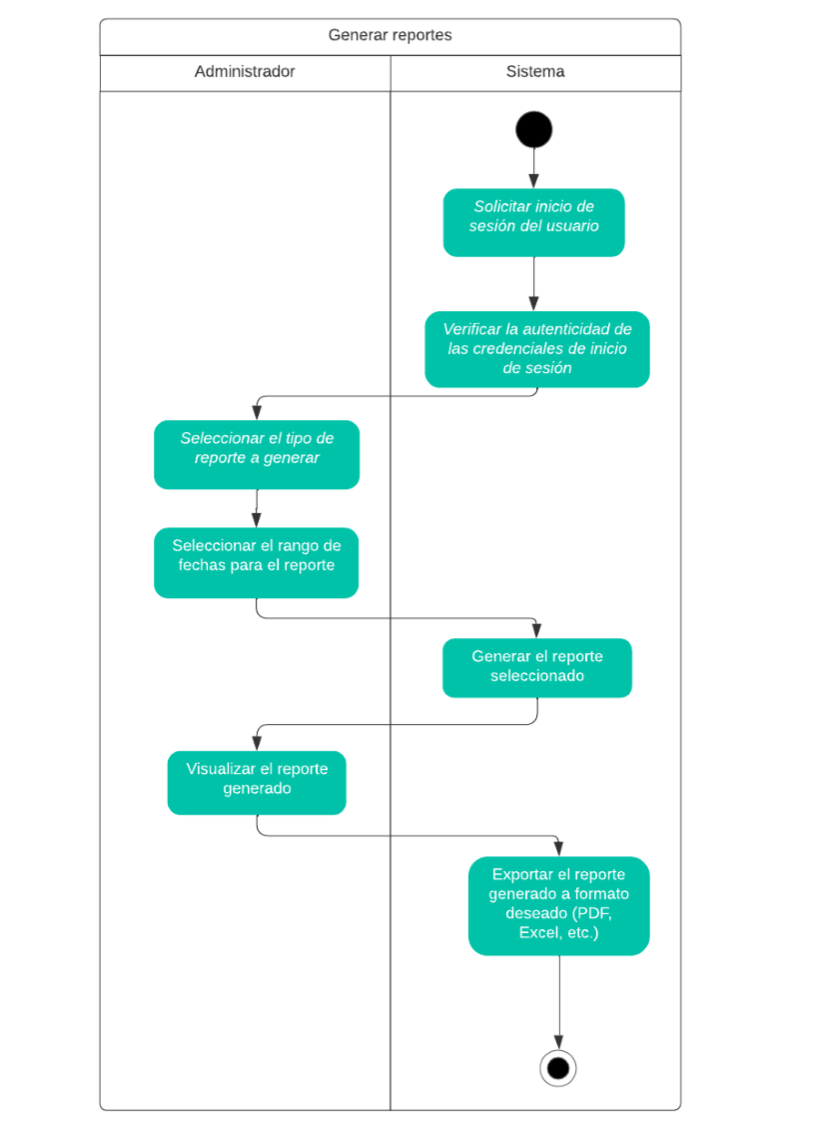 Generar reportes
Administrador
Sistema
Solicitar inicio de
sesión del usuario
Verificar la autenticidad de
las credenciales de inicio
de sesión
Seleccionar el tipo de
reporte a generar
Seleccionar el rango de
fechas para el reporte
Generar el reporte
seleccionado
Visualizar el reporte
generado
Exportar el reporte
generado a formato
deseado (PDF,
Excel, etc.)